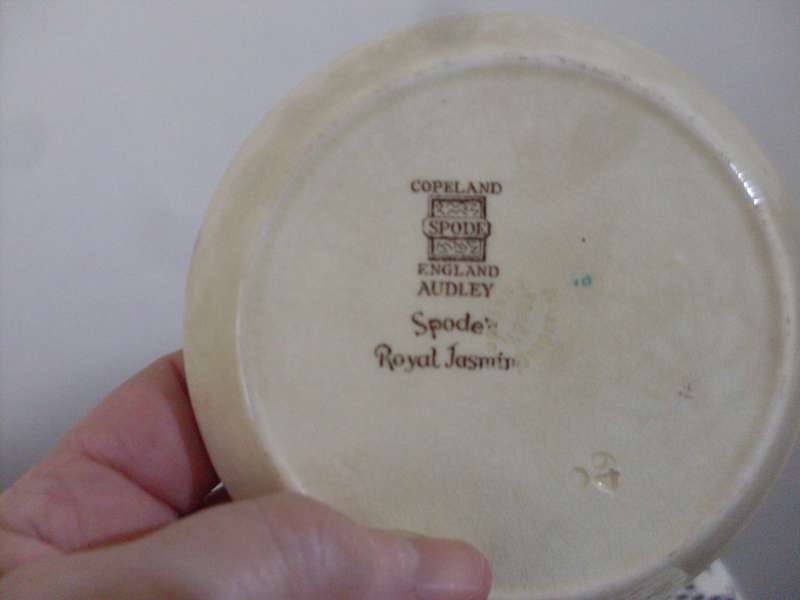 COPELAND
SPODE
ENGLAND
AUDLEY
Spode's
Royal Jasmine